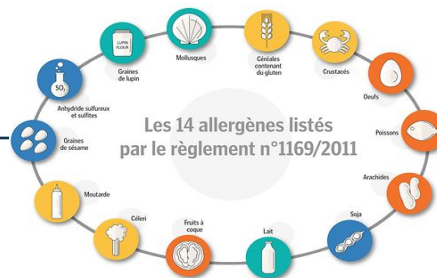 Les 14 allergènes listés
par le règlement n°1169/2011
Céréales
contenant
du gluten
Crustacés
Oeufs
Poissons
Arachides
Soja
Lait
Fruits à
coque
Céleri
Moutarde
Graines
de sésame
Anhydride sulfureux
et sulfites
SO₂
Graines
de lupin
LUPIN
FLOUR
Mollusques